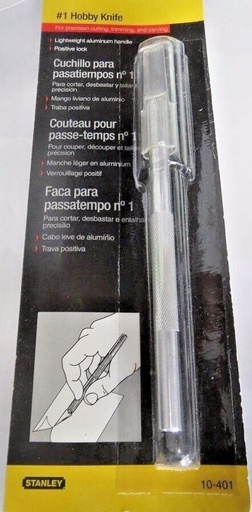 #1 Hobby Knife
For precision cutting, trimming, and carving
Lightweight aluminum handle
Positive lock
Cuchillo para
pasatiempos nº 1
Para cortar, desbastar y
precisión
Mango liviano de aluminio
Traba positiva
Couteau pour
passe-temps nº 1
Pour couper, découper et
précision
Manche léger en aluminium
Verrouillage positif
Faca para
passatempo nº 1
Para cortar, desbastar e
precisão
Cabo leve de alumínio
Trava positiva
STANLEY
10-401